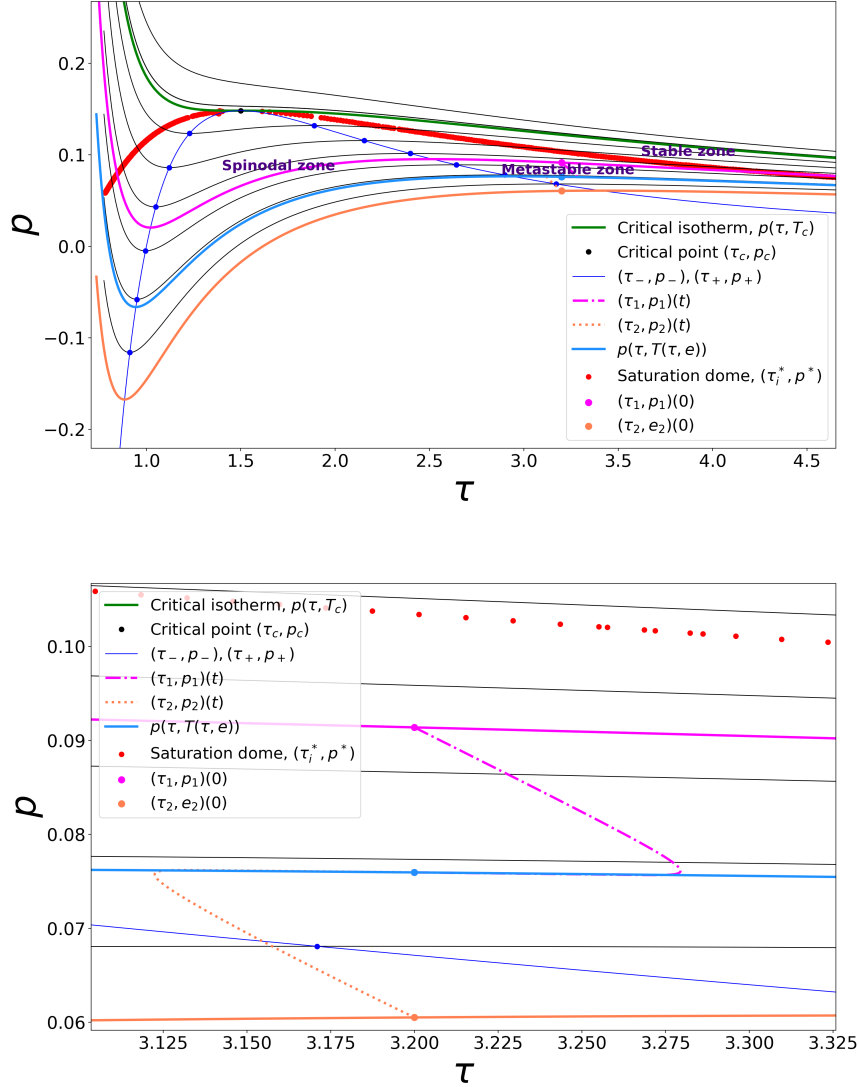 0.2
0.1
0.0
−0.1
−0.2
p
Stable zone
Spinodal zone
Metastable zone
Critical isotherm, p(τ, T_c)
Critical point (τ_c, p_c)
(τ_−, p_−), (τ_+, p_+)
(τ_1, p_1)(t)
(τ_2, p_2)(t)
p(τ, T(τ, e))
Saturation dome, (τ_i^*, p^*)
(τ_1, p_1)(0)
(τ_2, e_2)(0)
1.0 1.5 2.0 2.5 3.0 3.5 4.0 4.5
τ
0.10
0.09
0.08
0.07
0.06
p
Critical isotherm, p(τ, T_c)
Critical point (τ_c, p_c)
(τ_−, p_−), (τ_+, p_+)
(τ_1, p_1)(t)
(τ_2, p_2)(t)
p(τ, T(τ, e))
Saturation dome, (τ_i^*, p^*)
(τ_1, p_1)(0)
(τ_2, e_2)(0)
3.125 3.150 3.175 3.200 3.225 3.250 3.275 3.300 3.325
τ